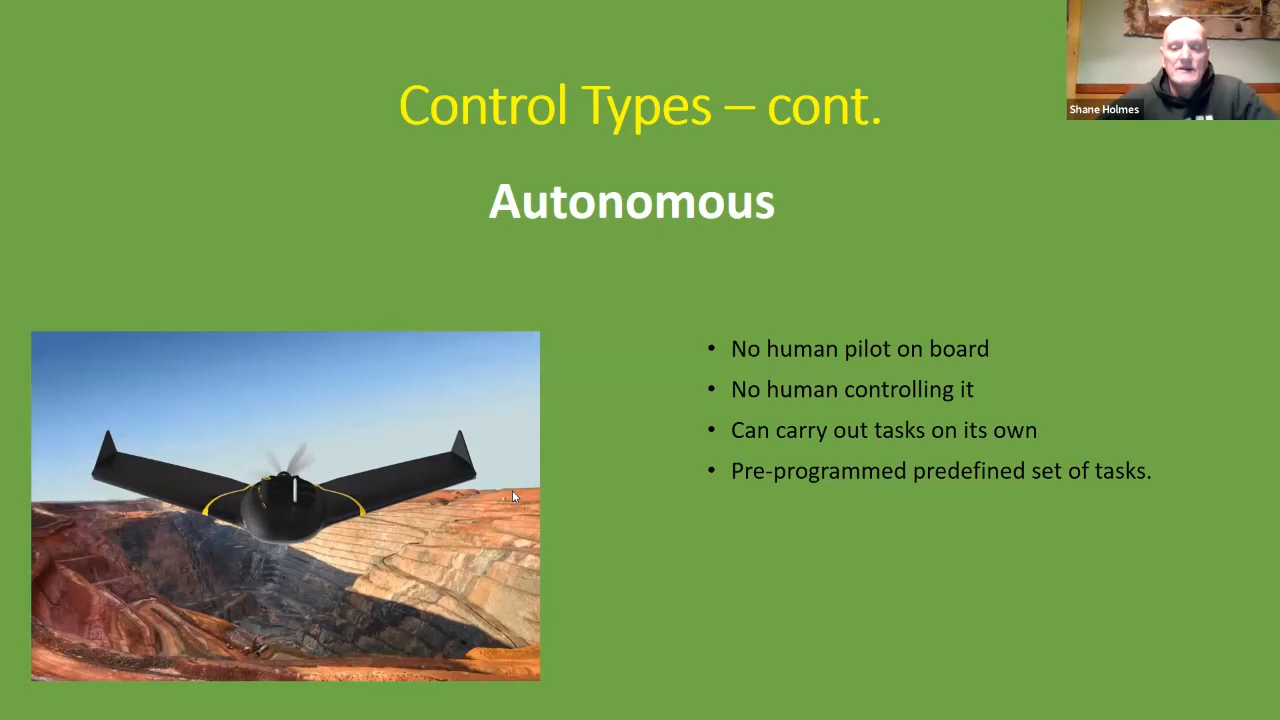 Control Types – cont.
Shane Holmes
Autonomous
• No human pilot on board
• No human controlling it
• Can carry out tasks on its own
• Pre-programmed predefined set of tasks.